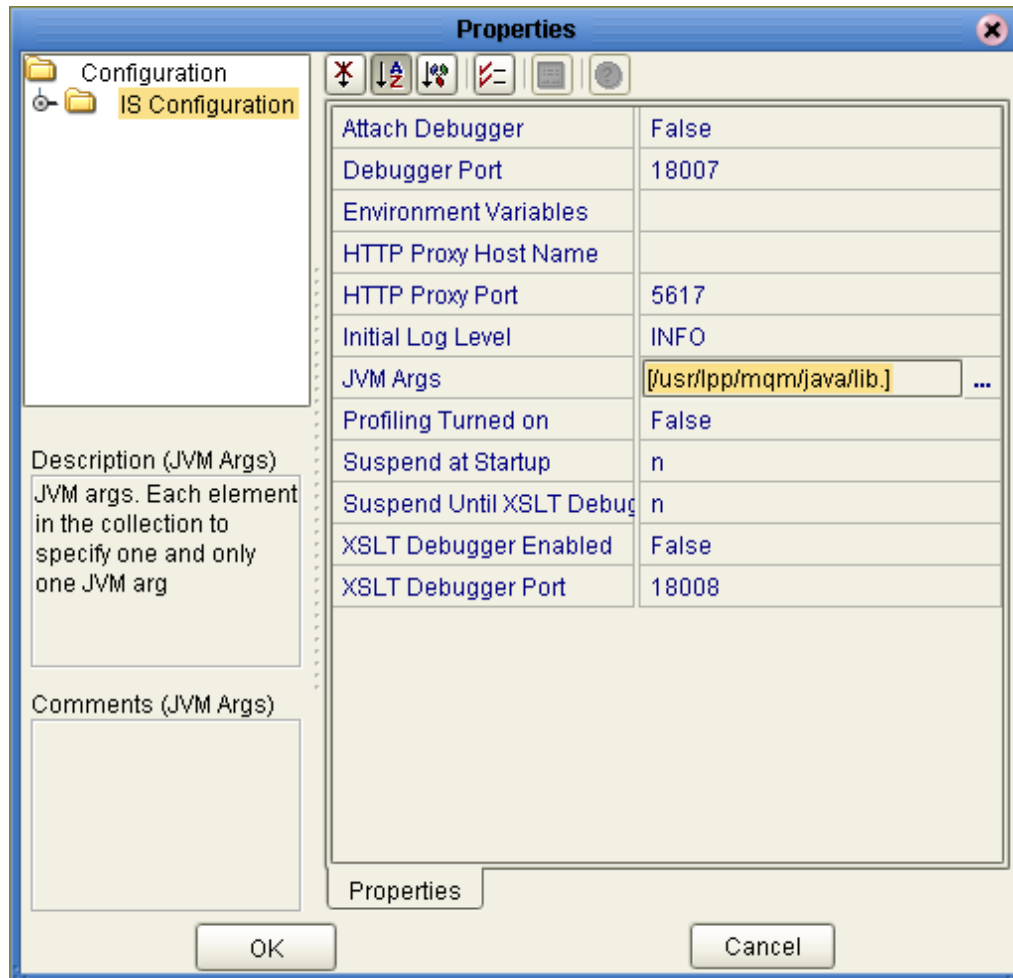 Properties
Configuration
IS Configuration
Attach Debugger False
Debugger Port 18007
Environment Variables
HTTP Proxy Host Name
HTTP Proxy Port 5617
Initial Log Level INFO
JVM Args [/usr/lpp/mqm/java/lib.] ...
Profiling Turned on False
Suspend at Startup n
Suspend Until XSLT Debug n
XSLT Debugger Enabled False
XSLT Debugger Port 18008
Description (JVM Args)
JVM args. Each element
in the collection to
specify one and only
one JVM arg
Comments (JVM Args)
Properties
OK Cancel